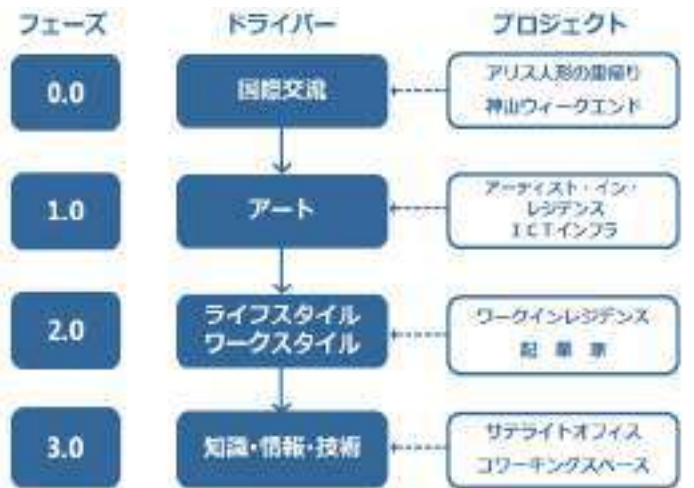 フェーズ
ドライバー
プロジェクト
0.0
国際交流
アリス人形の里帰り
神山ウィークエンド
1.0
アート
アーティスト・イン・
レジデンス
ICTインフラ
2.0
ライフスタイル
ワークスタイル
ワークインレジデンス
3.0
知識・情報・技術
サテライトオフィス
コワーキングスペース